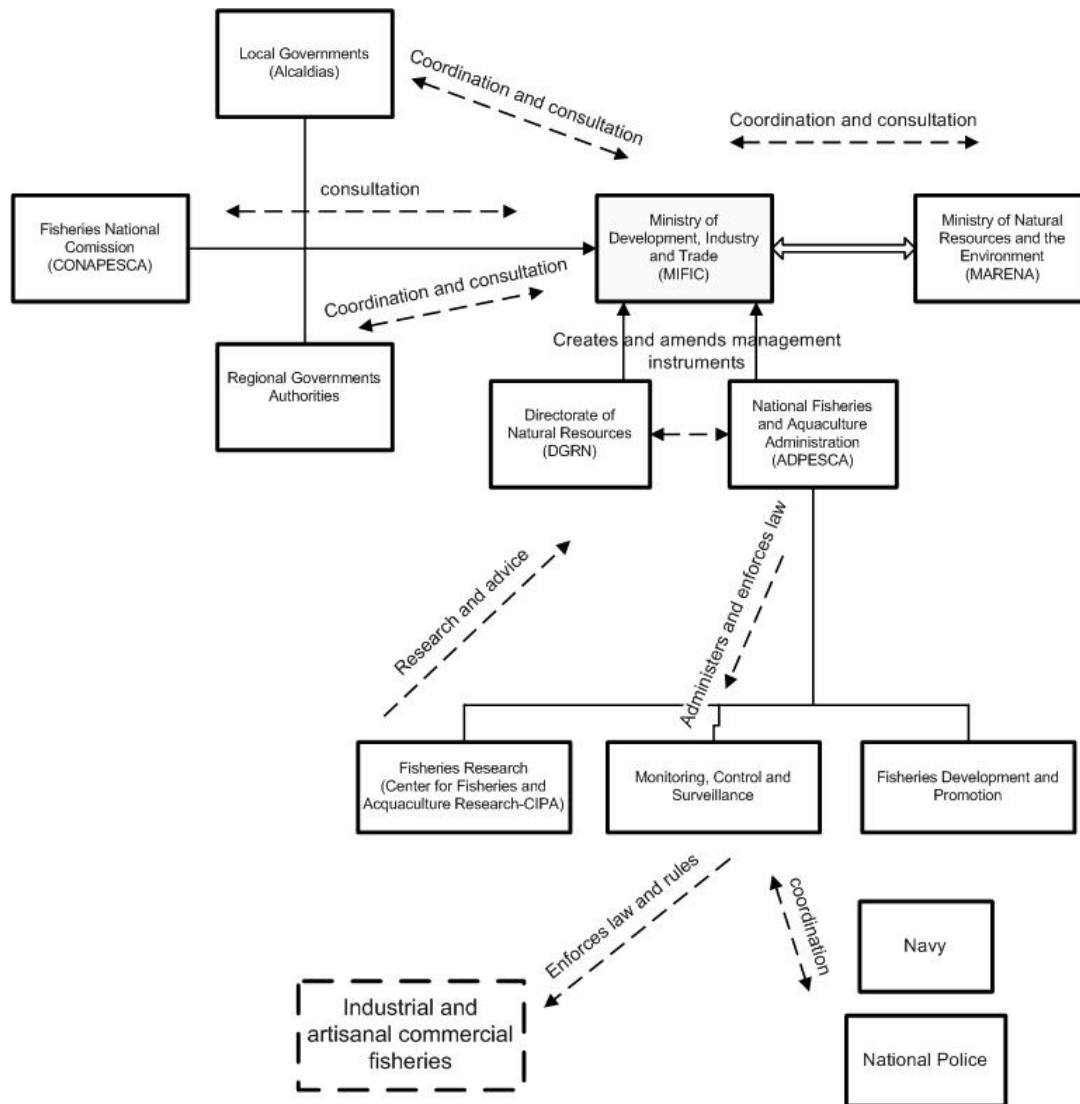 Local Governments
(Alcaldias)
Coordination and consultation
Coordination and consultation
consultation
Fisheries National
Comission
(CONAPESCA)
Ministry of
Development, Industry
and Trade
(MIFIC)
Ministry of Natural
Resources and the
Environment
(MARENA)
Coordination and consultation
Regional Governments
Authorities
Creates and amends management
instruments
Directorate of
Natural Resources
(DGRN)
National Fisheries
and Aquaculture
Administration
(ADPESCA)
Research and advice
Administers and enforces law
Fisheries Research
(Center for Fisheries and
Acquaculture Research-CIPA)
Monitoring, Control and
Surveillance
Fisheries Development and
Promotion
Enforces law and rules
coordination
Navy
Industrial and
artisanal commercial
fisheries
National Police